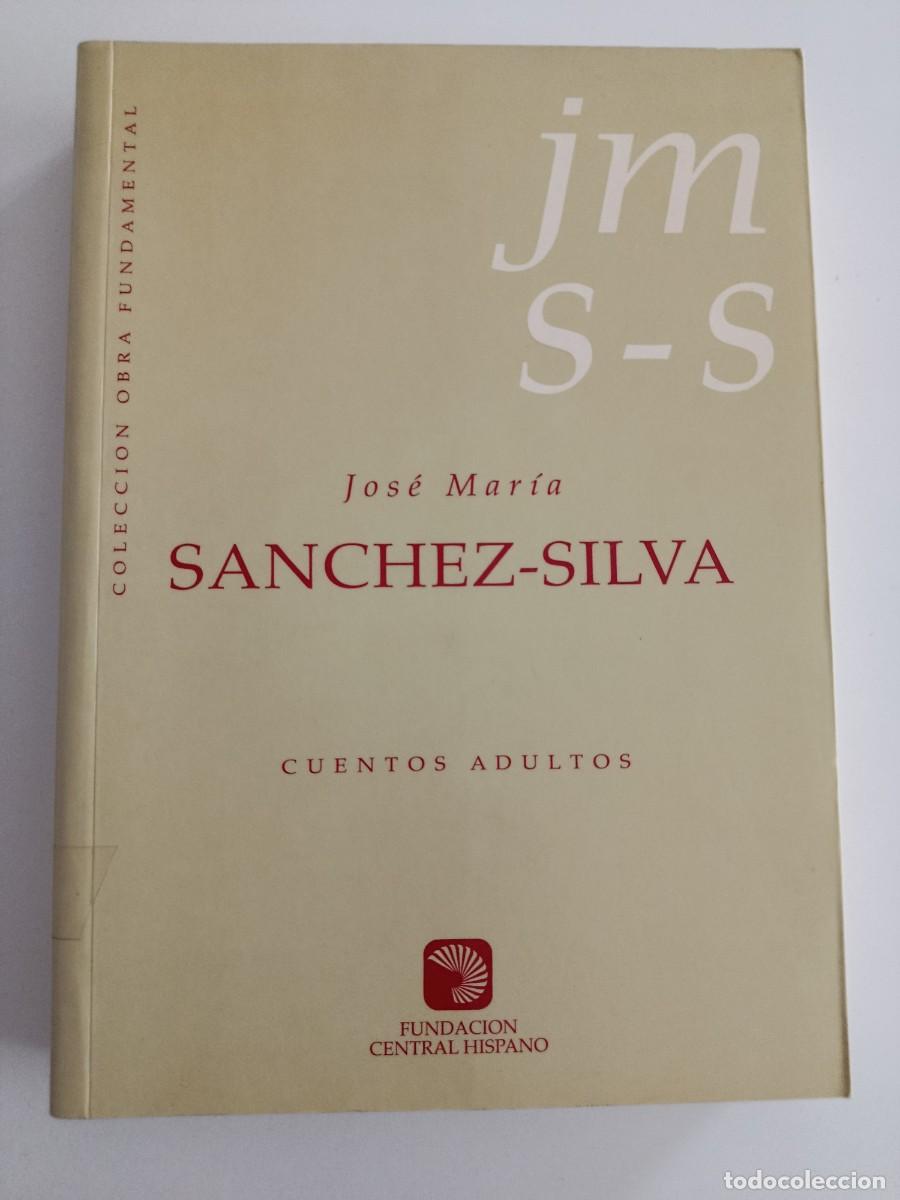 jm
S-S
COLECCION OBRA FUNDAMENTAL
José María
SANCHEZ-SILVA
CUENTOS ADULTOS
FUNDACION
CENTRAL HISPANO
todocoleccion